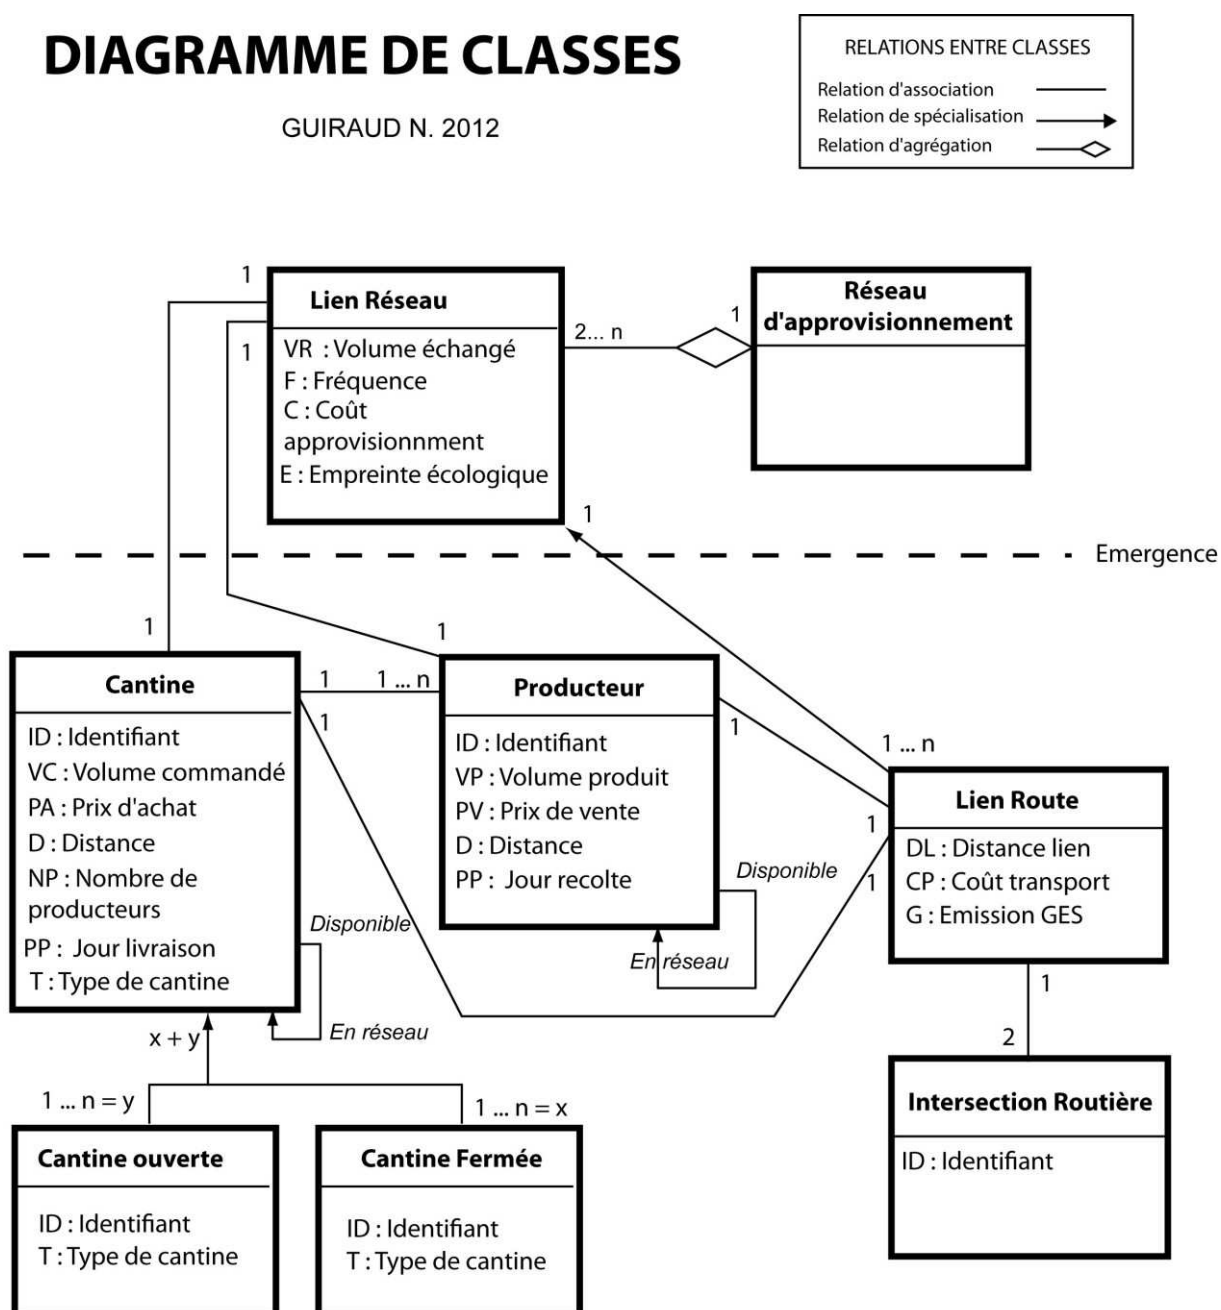 DIAGRAMME DE CLASSES
GUIRAUD N. 2012
RELATIONS ENTRE CLASSES
Relation d'association
Relation de spécialisation
Relation d'agrégation
1
Lien Réseau
1
VR : Volume échangé
F : Fréquence
C : Coût
approvisionnment
E : Empreinte écologique
2... n
1
Réseau
d'approvisionnement
1
Emergence
1
Cantine
ID : Identifiant
VC : Volume commandé
PA : Prix d'achat
D : Distance
NP : Nombre de
producteurs
PP : Jour livraison
T : Type de cantine
1
1 ... n
1
Disponible
En réseau
1
Producteur
ID : Identifiant
VP : Volume produit
PV : Prix de vente
D : Distance
PP : Jour recolte
1
Disponible
En réseau
1 ... n
Lien Route
1
1
DL : Distance lien
CP : Coût transport
G : Emission GES
1
2
Intersection Routière
ID : Identifiant
x + y
1 ... n = y
1 ... n = x
Cantine ouverte
ID : Identifiant
T : Type de cantine
Cantine Fermée
ID : Identifiant
T : Type de cantine